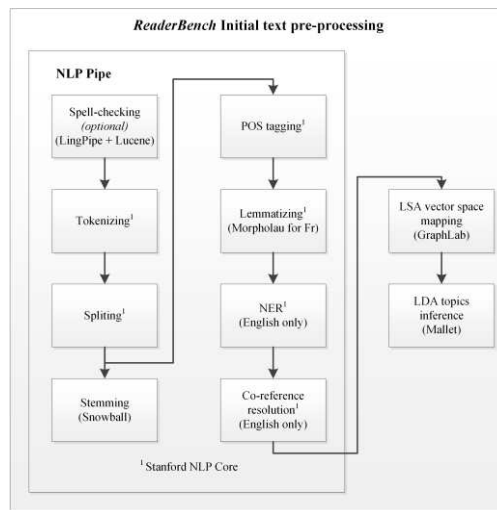 ReaderBench Initial text pre-processing
NLP Pipe
Spell-checking
(optional)
(LingPipe + Lucene)
Tokenizing¹
Spliting¹
Stemming
(Snowball)
POS tagging¹
Lemmatizing¹
(Morpholau for Fr)
NER¹
(English only)
Co-reference
resolution¹
(English only)
¹ Stanford NLP Core
LSA vector space
mapping
(GraphLab)
LDA topics
inference
(Mallet)